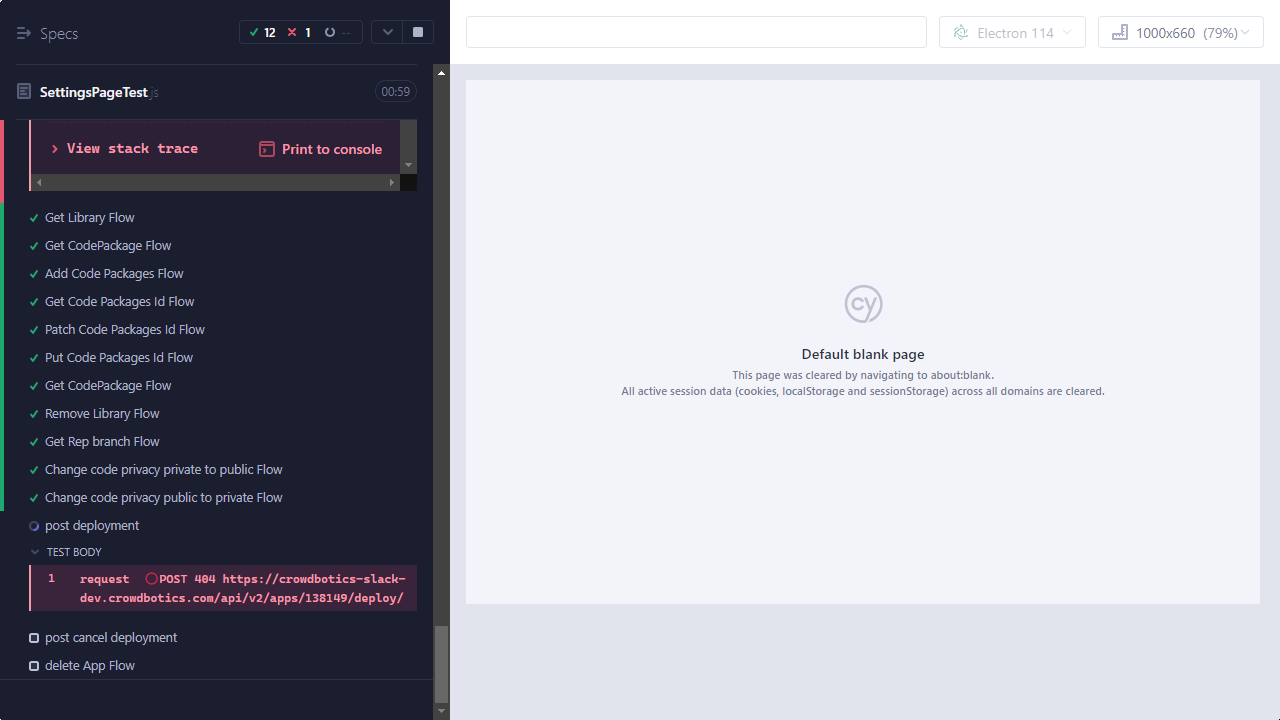 Specs
12
1
--
Electron 114
1000x660 (79%)
SettingsPageTest.js
00:59
View stack trace
Print to console
Get Library Flow
Get CodePackage Flow
Add Code Packages Flow
Get Code Packages Id Flow
Patch Code Packages Id Flow
Put Code Packages Id Flow
Get CodePackage Flow
Remove Library Flow
Get Rep branch Flow
Change code privacy private to public Flow
Change code privacy public to private Flow
post deployment
TEST BODY
1 request POST 404 https://crowdbotics-slack-
dev.crowdbotics.com/api/v2/apps/138149/deploy/
post cancel deployment
delete App Flow
cy
Default blank page
This page was cleared by navigating to about:blank.
All active session data (cookies, localStorage and sessionStorage) across all domains are cleared.